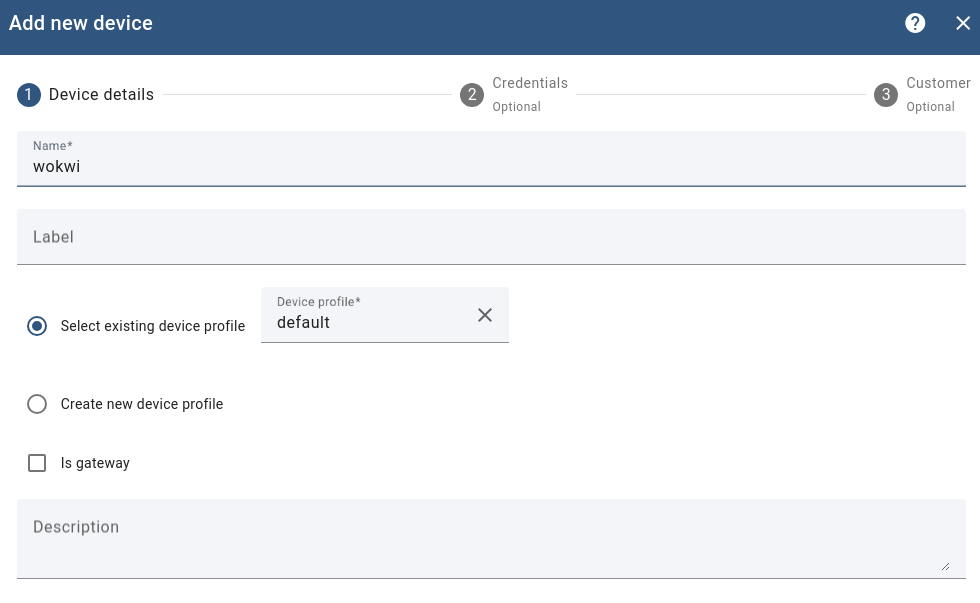 Add new device
?
1 Device details
2 Credentials
Optional
3 Customer
Optional
Name*
wokwi
Label
Select existing device profile
Device profile*
default
Create new device profile
Is gateway
Description